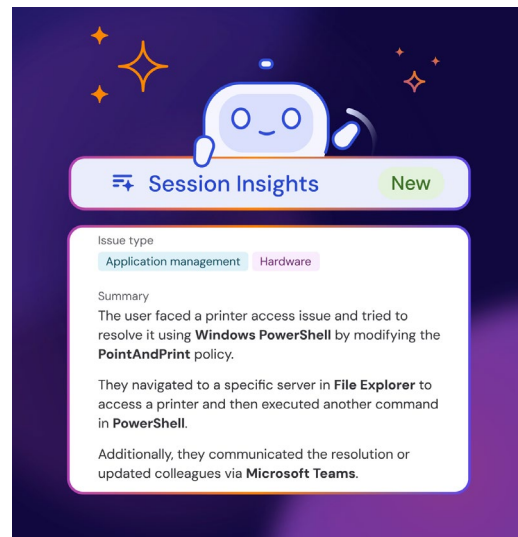 Session Insights
New
Issue type
Application management
Hardware
Summary
The user faced a printer access issue and tried to
resolve it using Windows PowerShell by modifying the
PointAndPrint policy.
They navigated to a specific server in File Explorer to
access a printer and then executed another command
in PowerShell.
Additionally, they communicated the resolution or
updated colleagues via Microsoft Teams.